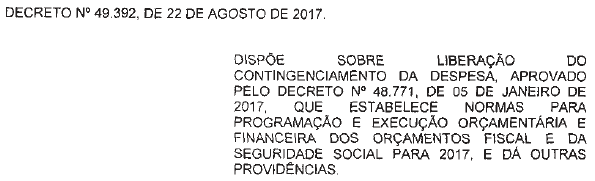 DECRETO Nº 49.392, DE 22 DE AGOSTO DE 2017.
DISPÕE SOBRE LIBERAÇÃO DO
CONTINGENCIAMENTO DA DESPESA, APROVADO
PELO DECRETO Nº 48.771, DE 05 DE JANEIRO DE
2017, QUE ESTABELECE NORMAS PARA
PROGRAMAÇÃO E EXECUÇÃO ORÇAMENTÁRIA E
FINANCEIRA DOS ORÇAMENTOS FISCAL E DA
SEGURIDADE SOCIAL PARA 2017, E DÁ OUTRAS
PROVIDÊNCIAS.